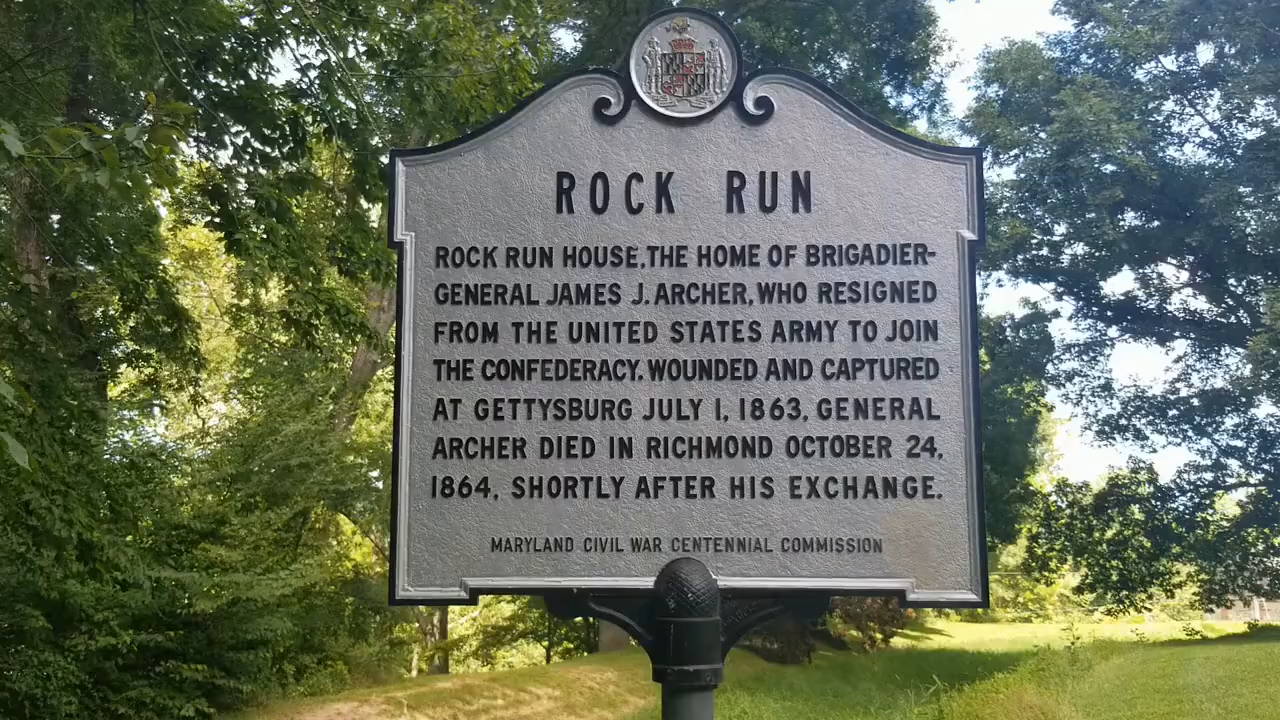 ROCK RUN
ROCK RUN HOUSE, THE HOME OF BRIGADIER-
GENERAL JAMES J. ARCHER, WHO RESIGNED
FROM THE UNITED STATES ARMY TO JOIN
THE CONFEDERACY. WOUNDED AND CAPTURED
AT GETTYSBURG JULY 1, 1863, GENERAL
ARCHER DIED IN RICHMOND OCTOBER 24,
1864, SHORTLY AFTER HIS EXCHANGE.
MARYLAND CIVIL WAR CENTENNIAL COMMISSION